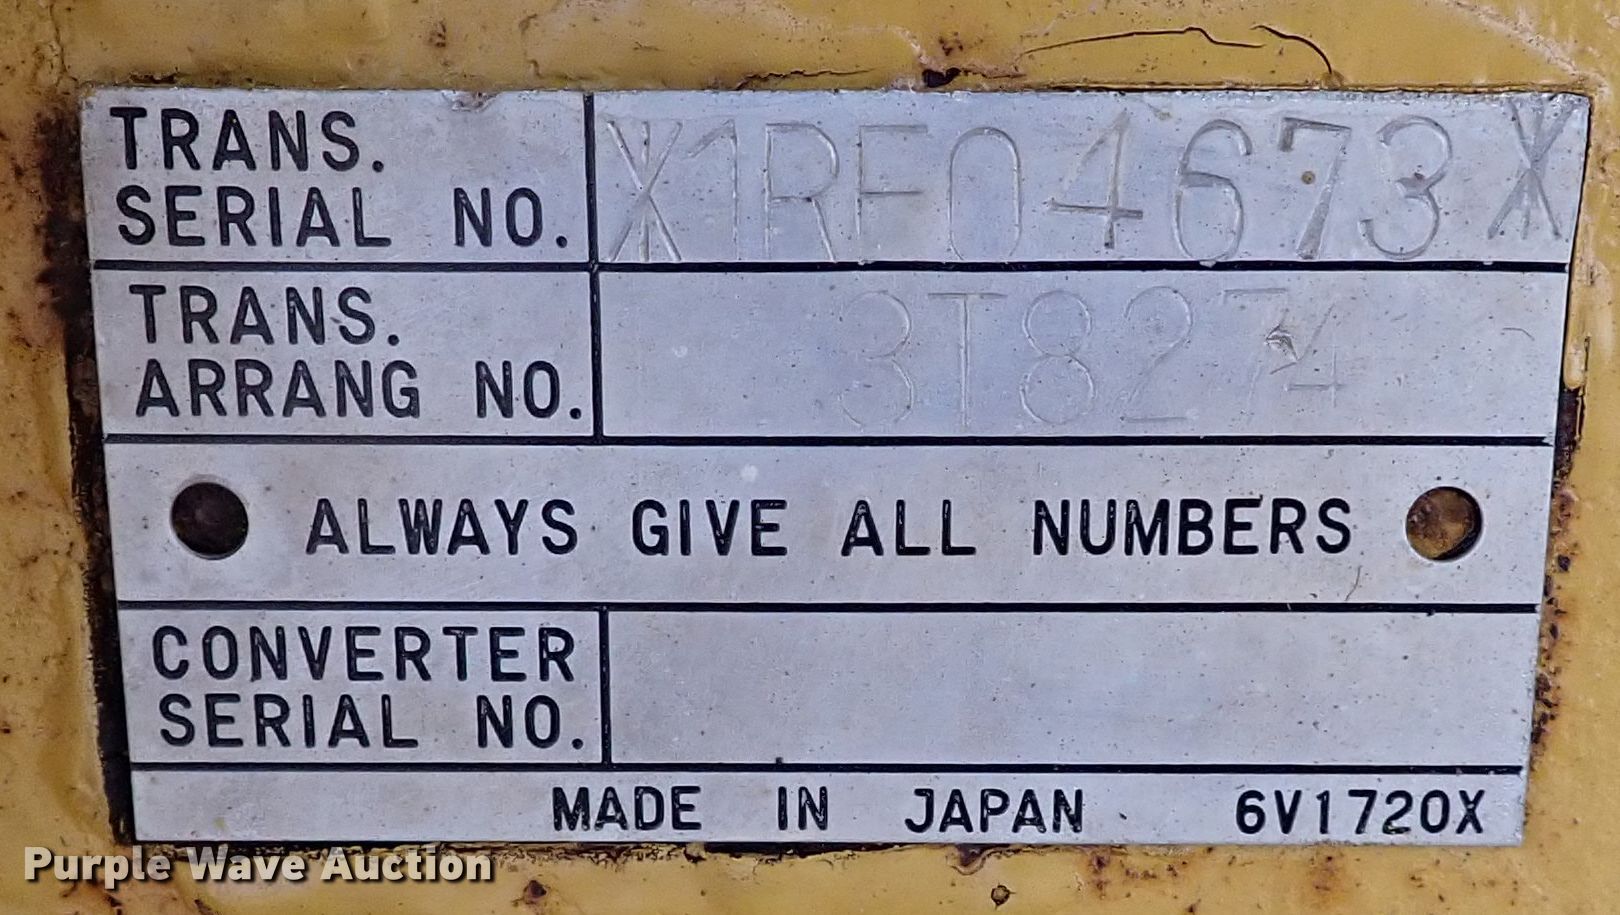 TRANS.
SERIAL NO. Ж1RF04673Ж
TRANS.
ARRANG NO. 3T8274
ALWAYS GIVE ALL NUMBERS
CONVERTER
SERIAL NO.
MADE IN JAPAN 6V1720X
Purple Wave Auction